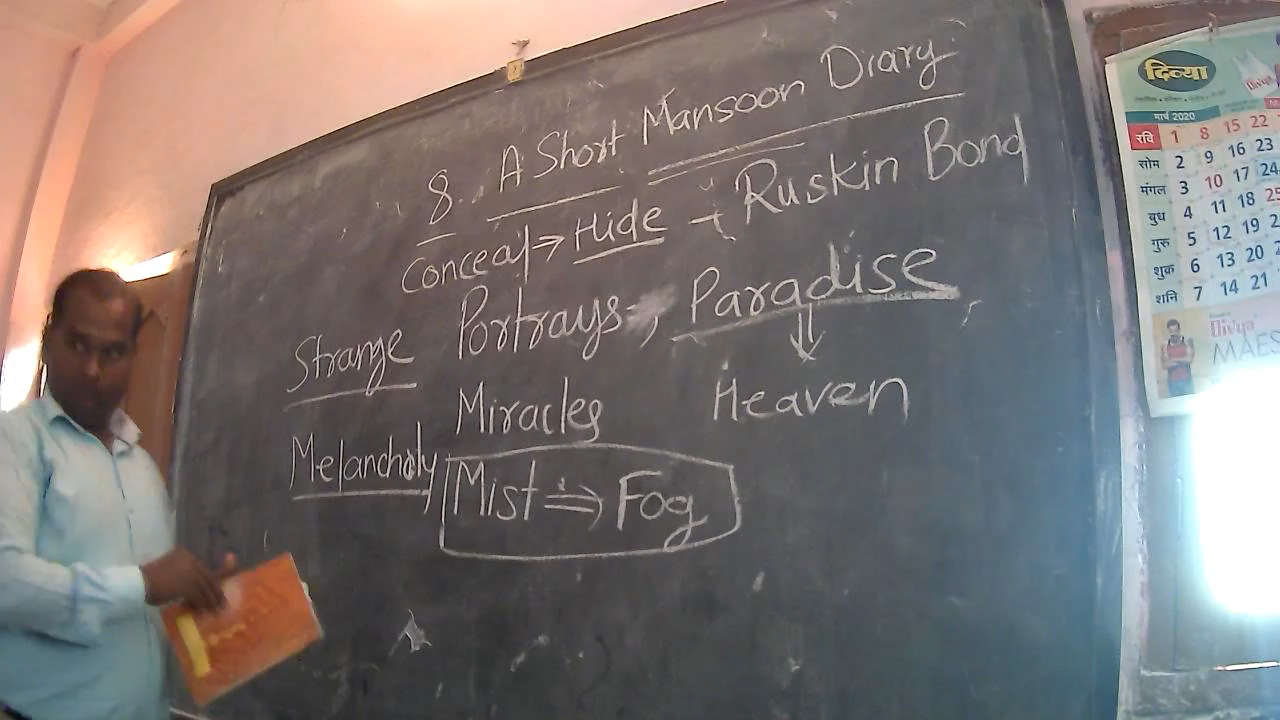 8. A Short Mansoon Diary
Conceal → Hide - Ruskin Bond
Strange Portrays -, Paradise
⇓
Miracles Heaven
Melancholy Mist ⇒ Fog
दिव्या
मार्च 2020
रवि 1 8 15 22
सोम 2 9 16 23
मंगल 3 10 17 24
बुध 4 11 18 25
गुरु 5 12 19
शुक्र 6 13 20
शनि 7 14 21
Divya
MAES